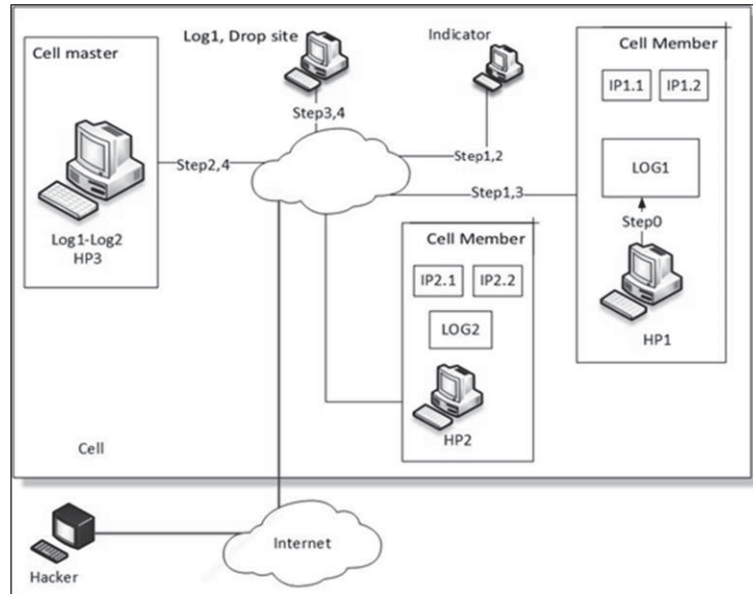 Log1, Drop site
Indicator
Cell Member
Cell master
IP1.1
IP1.2
Step3,4
Step2,4
Step1,2
LOG1
Step1,3
Step0
Log1-Log2
HP3
Cell Member
IP2.1
IP2.2
LOG2
HP1
HP2
Cell
Internet
Hacker